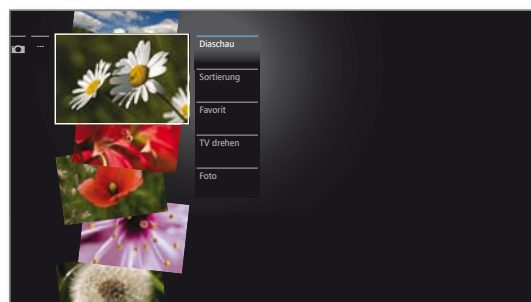 ...
Diaschau
Sortierung
Favorit
TV drehen
Foto